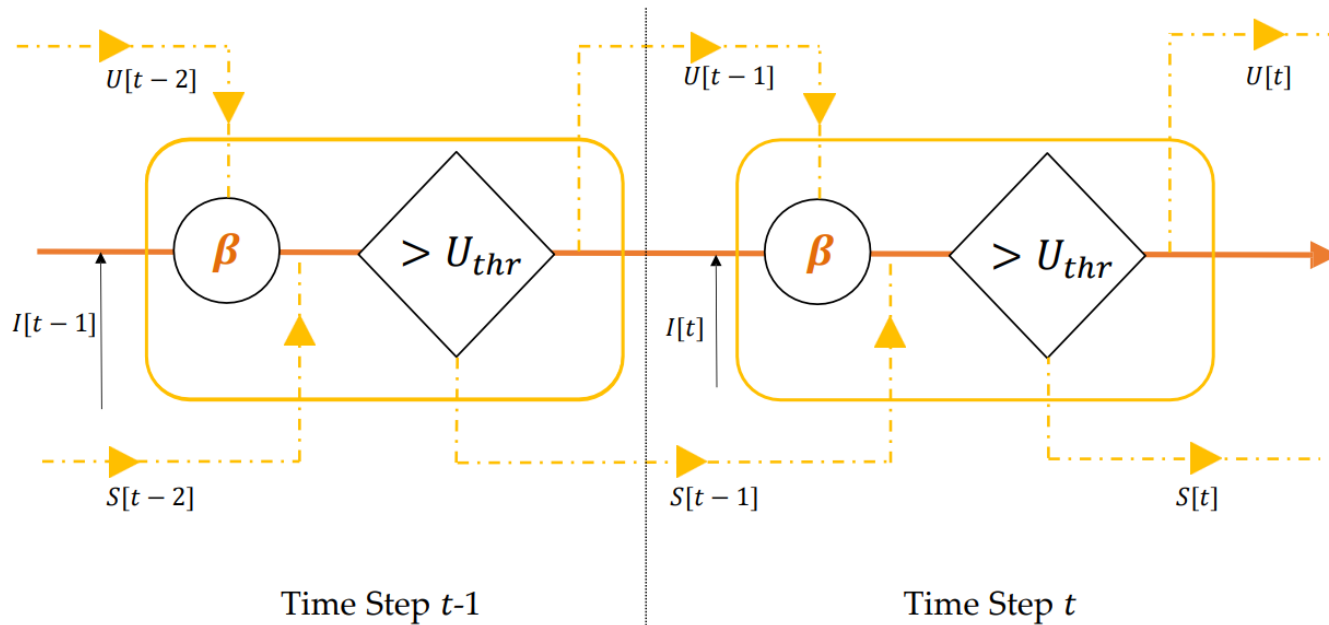 U[t − 2]
U[t − 1]
U[t]
β
> U_thr
β
> U_thr
I[t − 1]
I[t]
S[t − 2]
S[t − 1]
S[t]
Time Step t-1
Time Step t